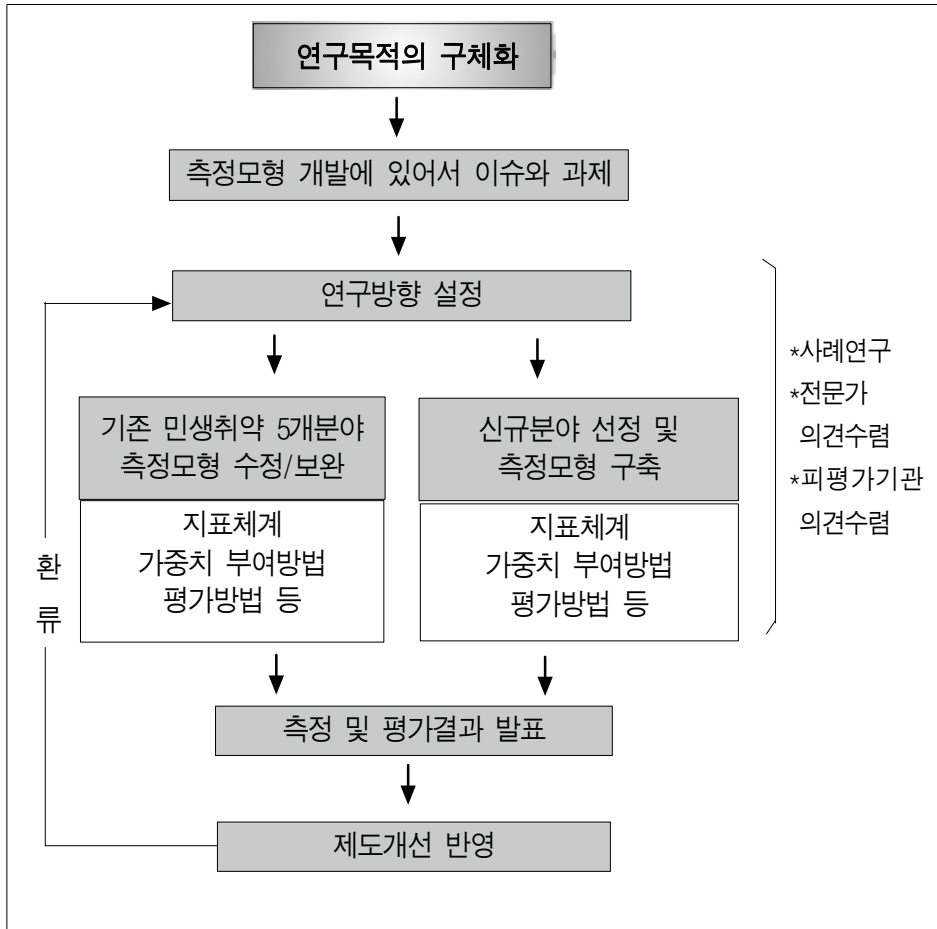 연구목적의 구체화
측정모형 개발에 있어서 이슈와 과제
연구방향 설정
기존 민생취약 5개분야
측정모형 수정/보완
지표체계
가중치 부여방법
평가방법 등
신규분야 선정 및
측정모형 구축
지표체계
가중치 부여방법
평가방법 등
*사례연구
*전문가
의견수렴
*피평가기관
의견수렴
환
류
측정 및 평가결과 발표
제도개선 반영